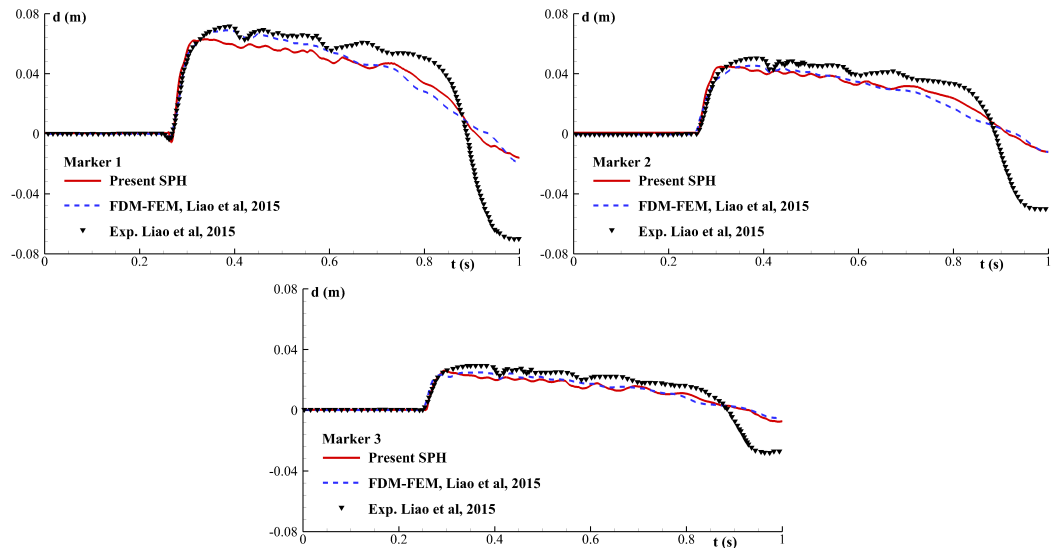 d (m)
0.08
0.04
0
-0.04
-0.08
Marker 1
Present SPH
FDM-FEM, Liao et al, 2015
Exp. Liao et al, 2015
0 0.2 0.4 0.6 0.8 1
t (s)
d (m)
0.08
0.04
0
-0.04
-0.08
Marker 2
Present SPH
FDM-FEM, Liao et al, 2015
Exp. Liao et al, 2015
0 0.2 0.4 0.6 0.8 1
t (s)
d (m)
0.08
0.04
0
-0.04
-0.08
Marker 3
Present SPH
FDM-FEM, Liao et al, 2015
Exp. Liao et al, 2015
0 0.2 0.4 0.6 0.8 1
t (s)